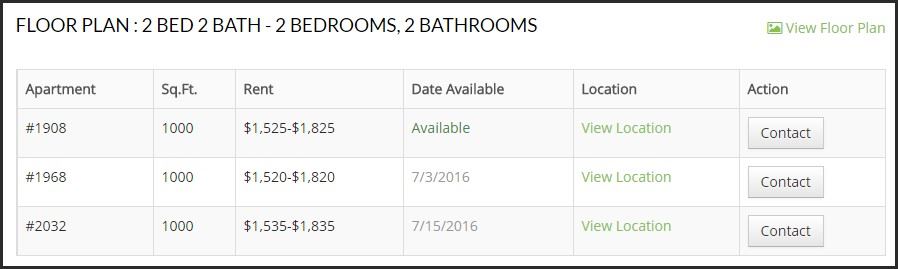 FLOOR PLAN : 2 BED 2 BATH - 2 BEDROOMS, 2 BATHROOMS View Floor Plan
Apartment Sq.Ft. Rent Date Available Location Action
#1908 1000 $1,525-$1,825 Available View Location Contact
#1968 1000 $1,520-$1,820 7/3/2016 View Location Contact
#2032 1000 $1,535-$1,835 7/15/2016 View Location Contact